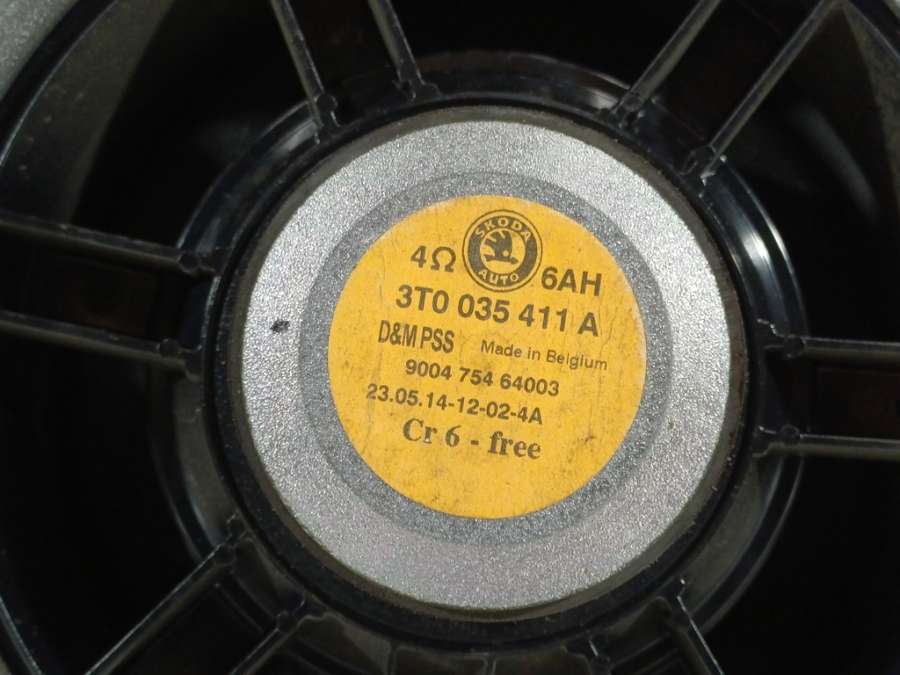 SKODA
AUTO
4Ω 6AH
3T0 035 411 A
D&M PSS Made in Belgium
9004 754 64003
23.05.14-12-02-4A
Cr 6 - free